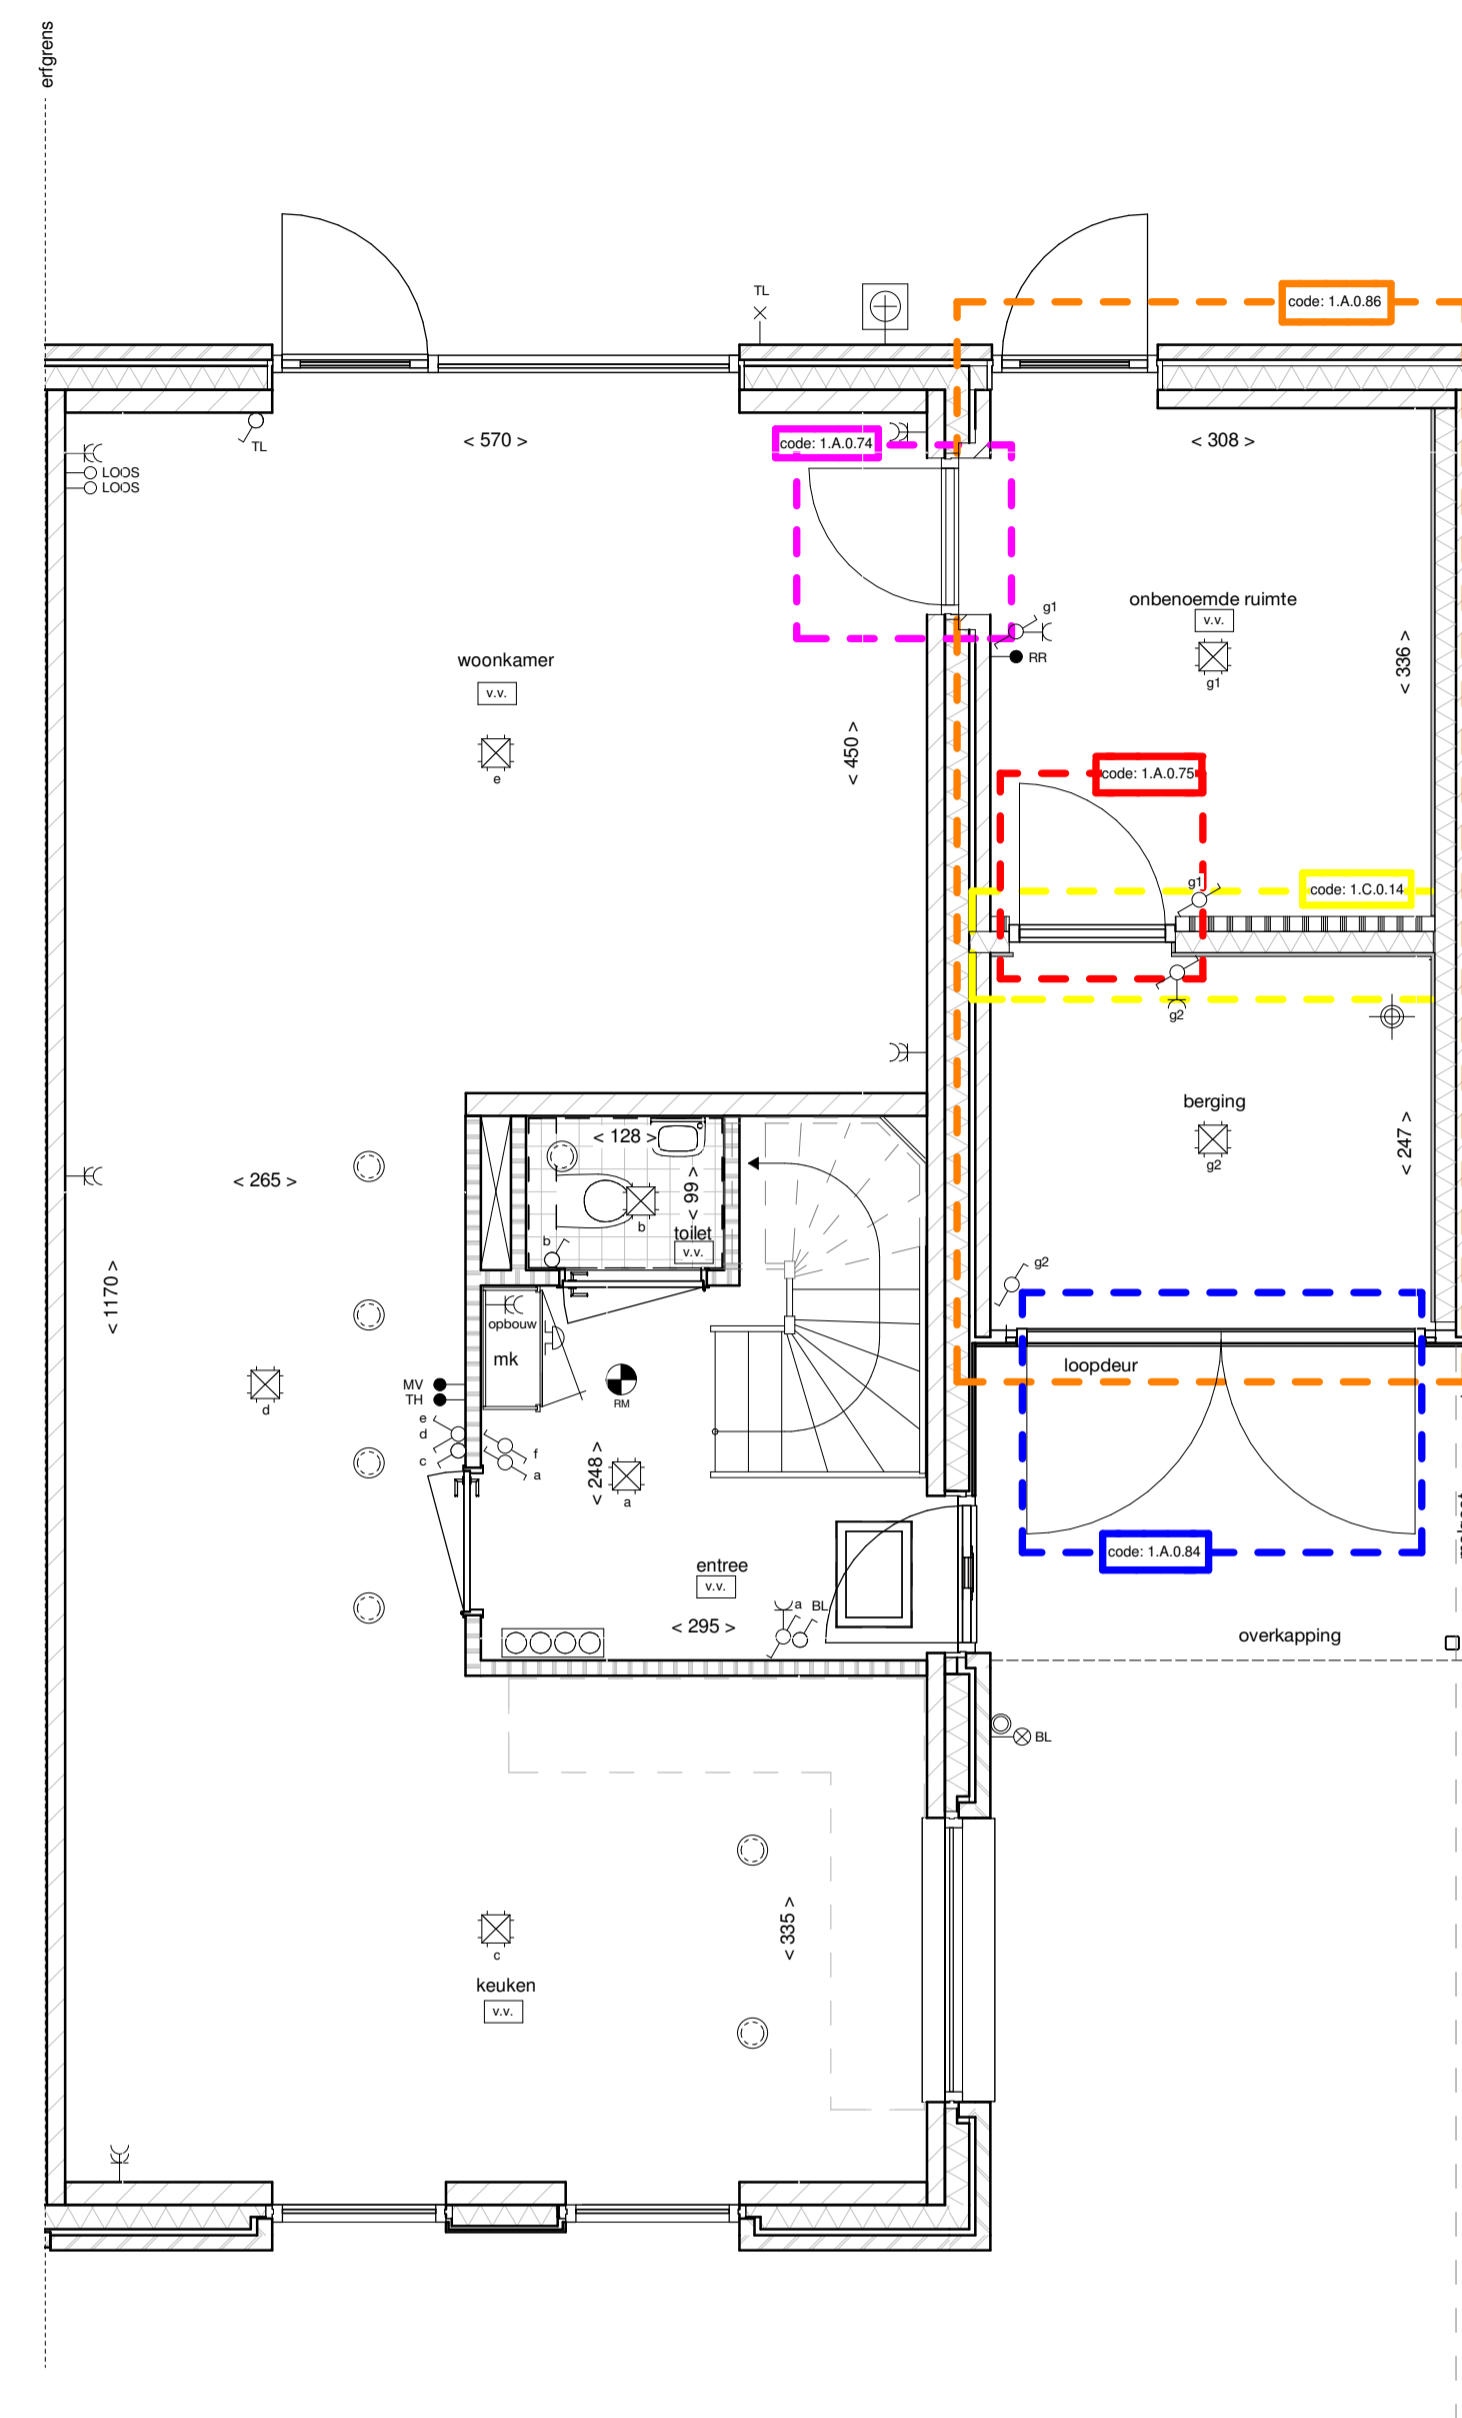 erfgrens
TL
code: 1.A.0.86
TL
< 570 >
code: 1.A.0.74
< 308 >
LOOS
LOOS
onbenoemde ruimte
v.v.
g1
RR
g1
< 336 >
woonkamer
v.v.
e
< 450 >
code: 1.A.0.75
g1
code: 1.C.0.14
g2
berging
g2
< 247 >
< 128 >
< 99 >
b
b
toilet
v.v.
< 265 >
< 1170 >
g2
opbouw
mk
loopdeur
MV
TH
RM
d
e
d
c
f
a
< 248 >
a
code: 1.A.0.84
entree
v.v.
< 295 >
a
BL
overkapping
BL
< 335 >
c
keuken
v.v.